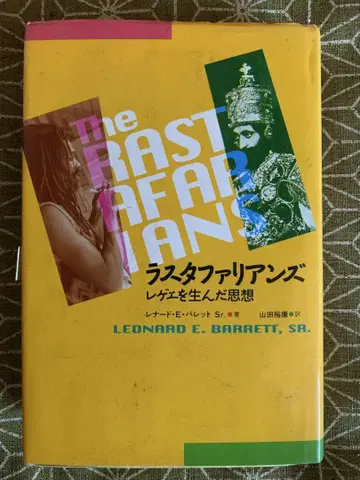 The
RAST
AFAR
IANS
ラスタファリアンズ
レゲエを生んだ思想
レナード・E・バレット Sr.●著 山田裕康●訳
LEONARD E. BARRETT, SR.